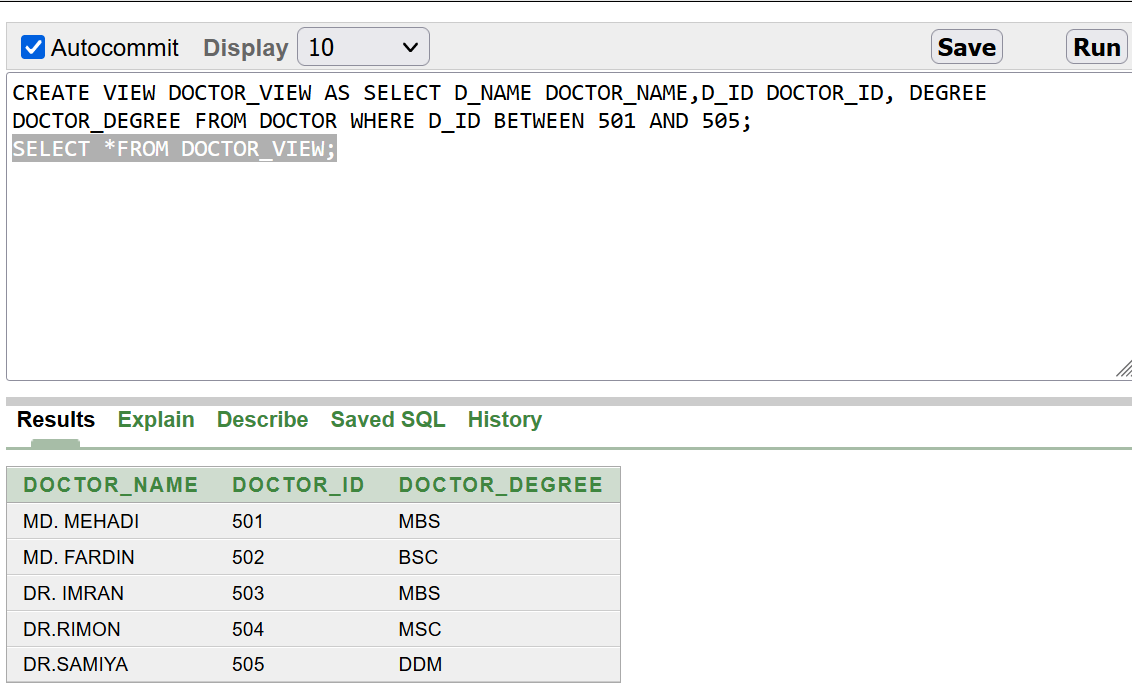 Autocommit Display 10 Save Run
CREATE VIEW DOCTOR_VIEW AS SELECT D_NAME DOCTOR_NAME,D_ID DOCTOR_ID, DEGREE
DOCTOR_DEGREE FROM DOCTOR WHERE D_ID BETWEEN 501 AND 505;
SELECT *FROM DOCTOR_VIEW;
Results Explain Describe Saved SQL History
DOCTOR_NAME DOCTOR_ID DOCTOR_DEGREE
MD. MEHADI 501 MBS
MD. FARDIN 502 BSC
DR. IMRAN 503 MBS
DR.RIMON 504 MSC
DR.SAMIYA 505 DDM